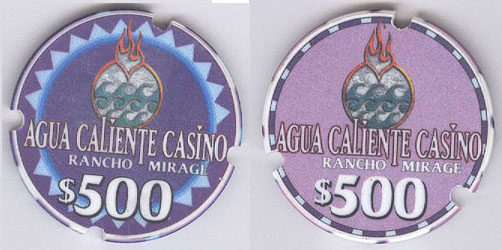 AGUA CALIENTE CASINO
RANCHO MIRAGE
$500
AGUA CALIENTE CASINO
RANCHO MIRAGE
$500